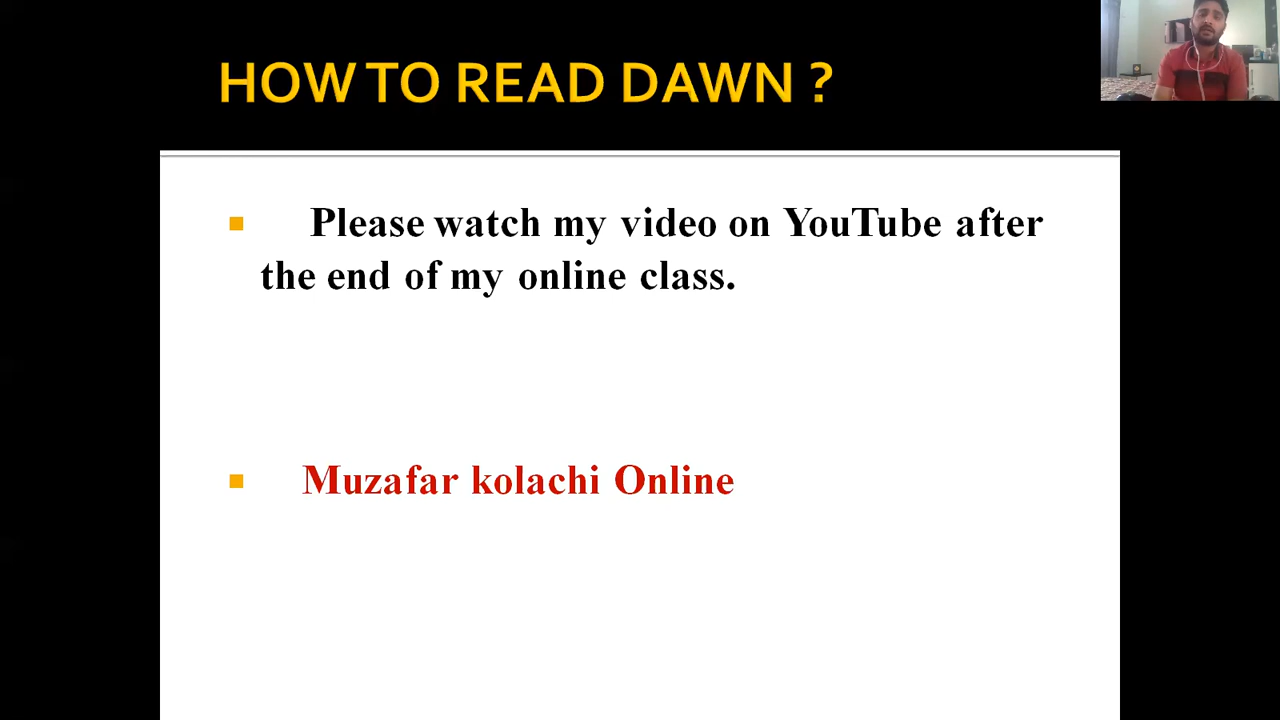 HOW TO READ DAWN ?
Please watch my video on YouTube after
the end of my online class.
Muzafar kolachi Online